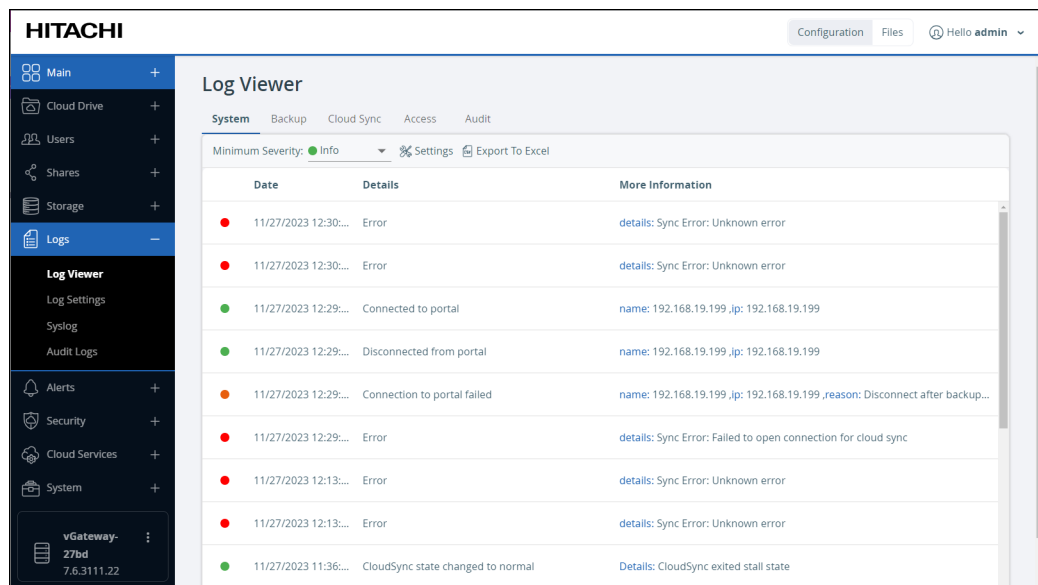 HITACHI
Configuration Files Hello admin
Main
Cloud Drive
Users
Shares
Storage
Logs
Log Viewer
Log Settings
Syslog
Audit Logs
Alerts
Security
Cloud Services
System
vGateway-
27bd
7.6.3111.22
Log Viewer
System Backup Cloud Sync Access Audit
Minimum Severity: Info Settings Export To Excel
Date Details More Information
11/27/2023 12:30:... Error details: Sync Error: Unknown error
11/27/2023 12:30:... Error details: Sync Error: Unknown error
11/27/2023 12:29:... Connected to portal name: 192.168.19.199 ,ip: 192.168.19.199
11/27/2023 12:29:... Disconnected from portal name: 192.168.19.199 ,ip: 192.168.19.199
11/27/2023 12:29:... Connection to portal failed name: 192.168.19.199 ,ip: 192.168.19.199 ,reason: Disconnect after backup...
11/27/2023 12:29:... Error details: Sync Error: Failed to open connection for cloud sync
11/27/2023 12:13:... Error details: Sync Error: Unknown error
11/27/2023 12:13:... Error details: Sync Error: Unknown error
11/27/2023 11:36:... CloudSync state changed to normal Details: CloudSync exited stall state